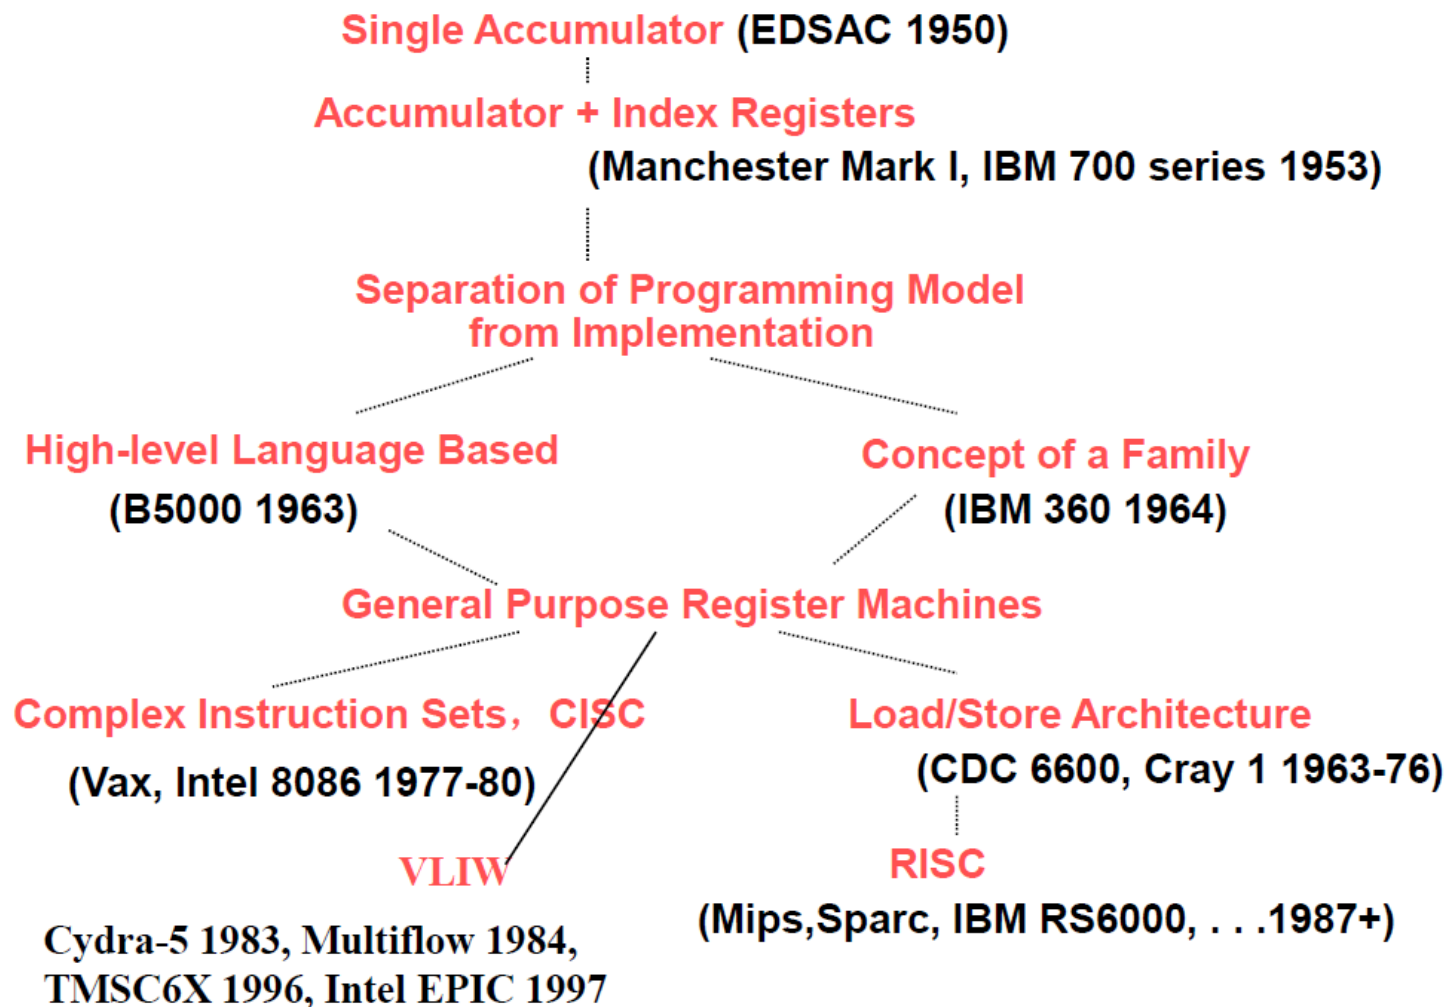 Single Accumulator (EDSAC 1950)
Accumulator + Index Registers
(Manchester Mark I, IBM 700 series 1953)
Separation of Programming Model
from Implementation
High-level Language Based
Concept of a Family
(B5000 1963)
(IBM 360 1964)
General Purpose Register Machines
Complex Instruction Sets，CISC
Load/Store Architecture
(Vax, Intel 8086 1977-80)
(CDC 6600, Cray 1 1963-76)
VLIW
RISC
(Mips,Sparc, IBM RS6000, . . .1987+)
Cydra-5 1983, Multiflow 1984,
TMSC6X 1996, Intel EPIC 1997